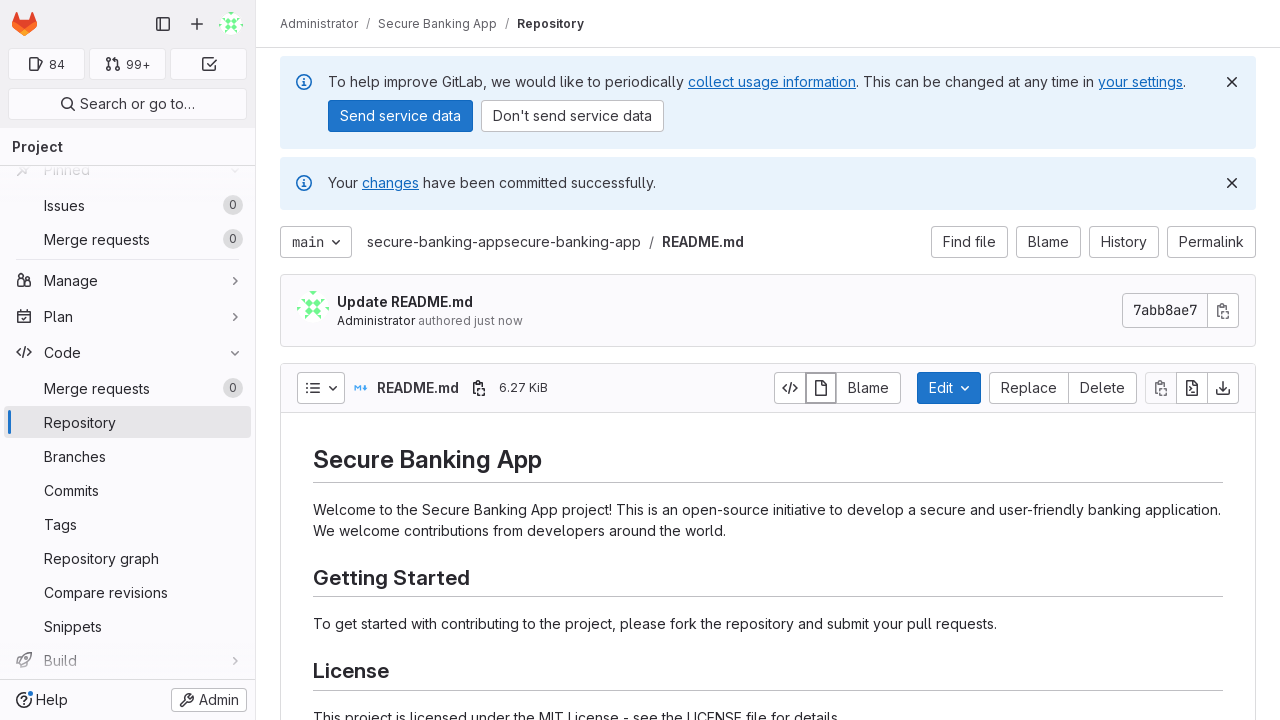 Administrator / Secure Banking App / Repository
84
99+
Search or go to…
Project
Pinned
Issues 0
Merge requests 0
Manage
Plan
Code
Merge requests 0
Repository
Branches
Commits
Tags
Repository graph
Compare revisions
Snippets
Build
Help
Admin
To help improve GitLab, we would like to periodically collect usage information. This can be changed at any time in your settings.
Send service data
Don't send service data
Your changes have been committed successfully.
main
secure-banking-appsecure-banking-app / README.md
Find file
Blame
History
Permalink
Update README.md
Administrator authored just now
7abb8ae7
README.md 6.27 KiB
Blame
Edit
Replace
Delete
Secure Banking App
Welcome to the Secure Banking App project! This is an open-source initiative to develop a secure and user-friendly banking application.
We welcome contributions from developers around the world.
Getting Started
To get started with contributing to the project, please fork the repository and submit your pull requests.
License
This project is licensed under the MIT License - see the LICENSE file for details.